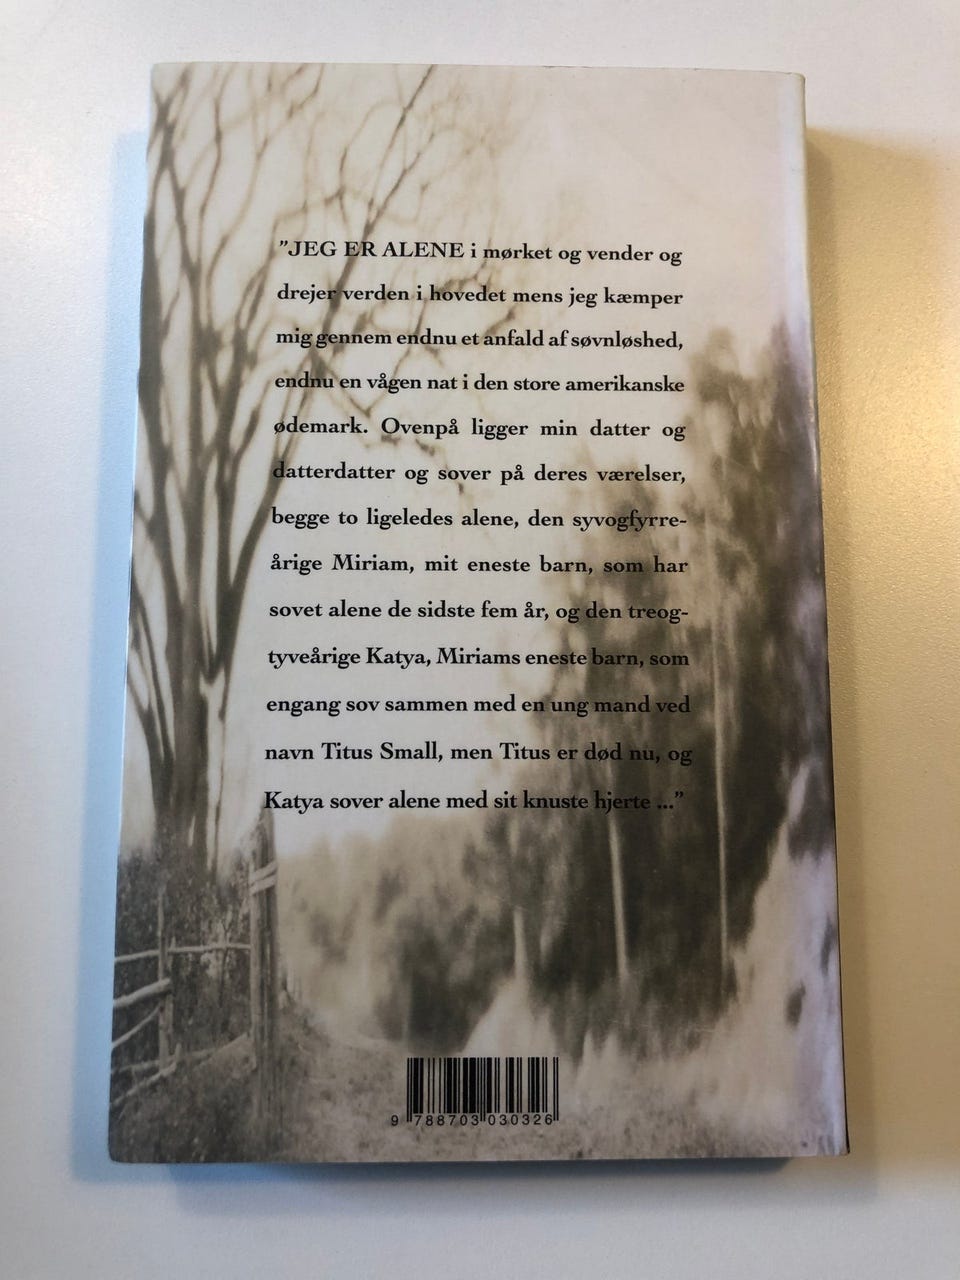 ”JEG ER ALENE i mørket og vender og
drejer verden i hovedet mens jeg kæmper
mig gennem endnu et anfald af søvnløshed,
endnu en vågen nat i den store amerikanske
ødemark. Ovenpå ligger min datter og
datterdatter og sover på deres værelser,
begge to ligeledes alene, den syvogfyrre-
årige Miriam, mit eneste barn, som har
sovet alene de sidste fem år, og den treog-
tyveårige Katya, Miriams eneste barn, som
engang sov sammen med en ung mand ved
navn Titus Small, men Titus er død nu, og
Katya sover alene med sit knuste hjerte ...”
9 788703 030326